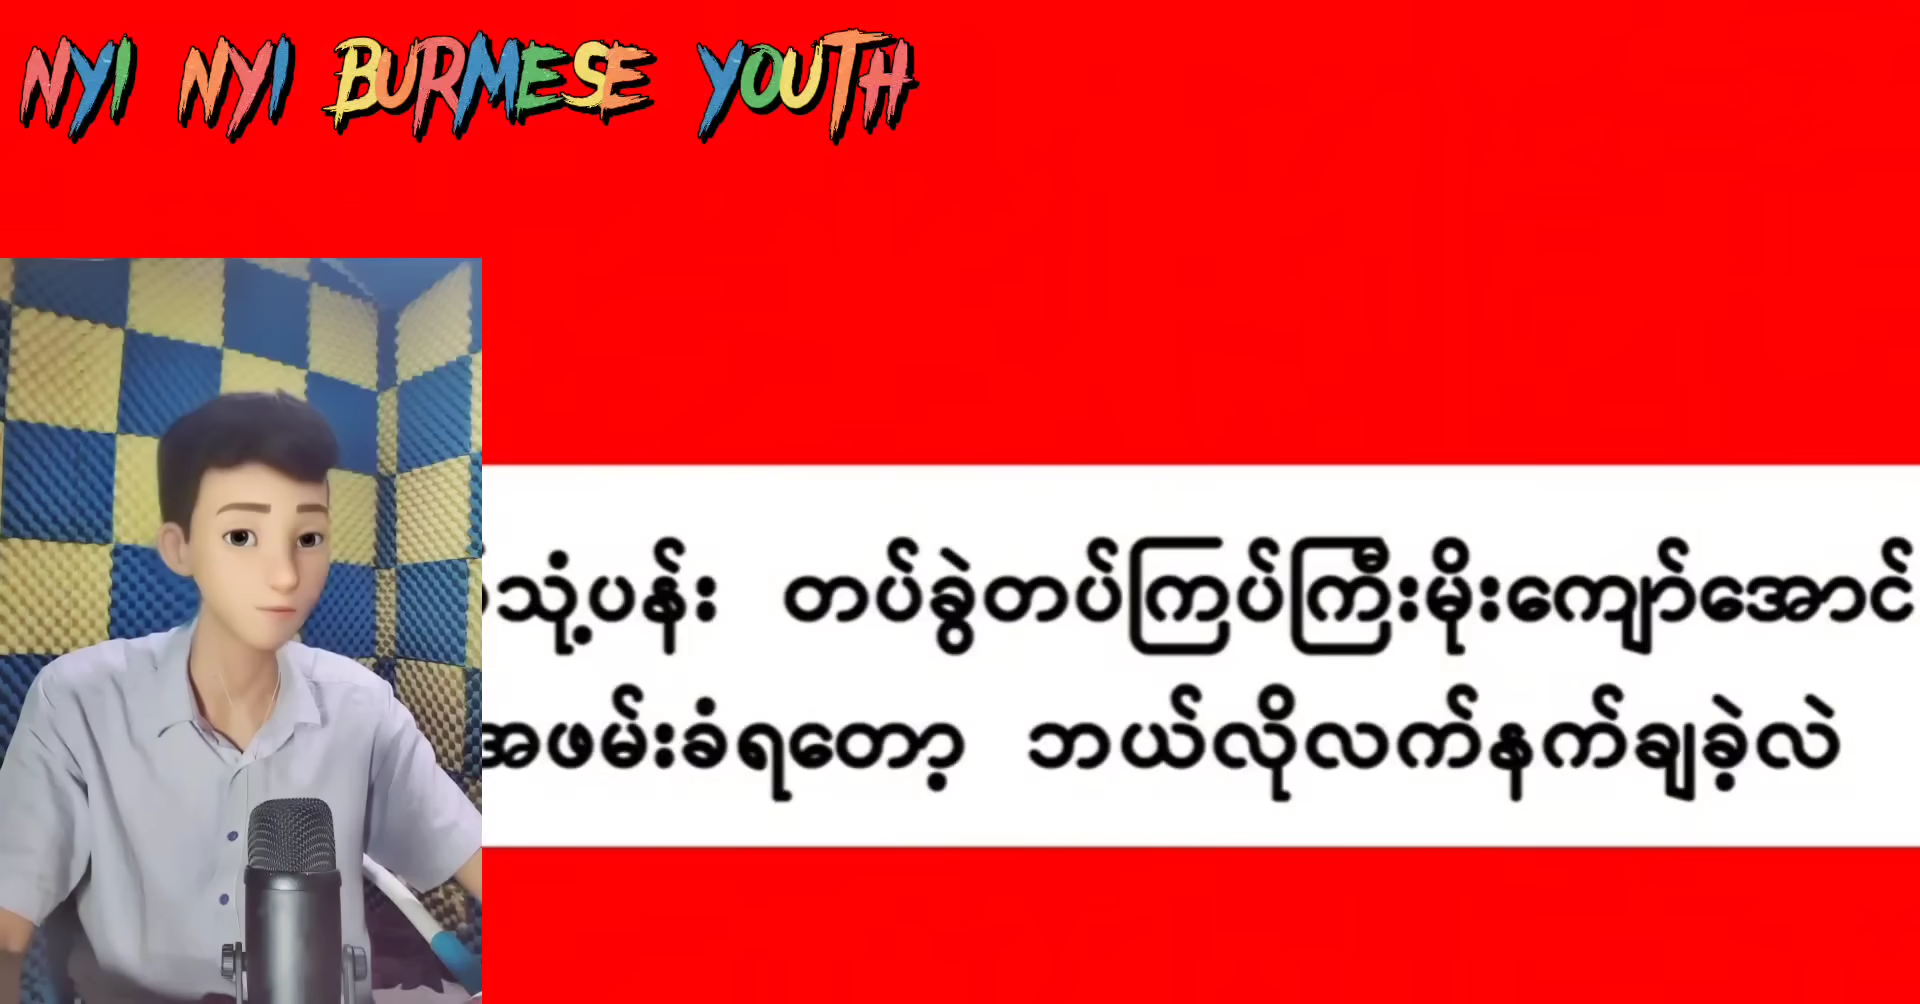 NYI NYI BURMESE YOUTH
သုံ့ပန်း တပ်ခွဲတပ်ကြပ်ကြီးမိုးကျော်အောင်
အဖမ်းခံရတော့ ဘယ်လိုလက်နက်ချခဲ့လဲ